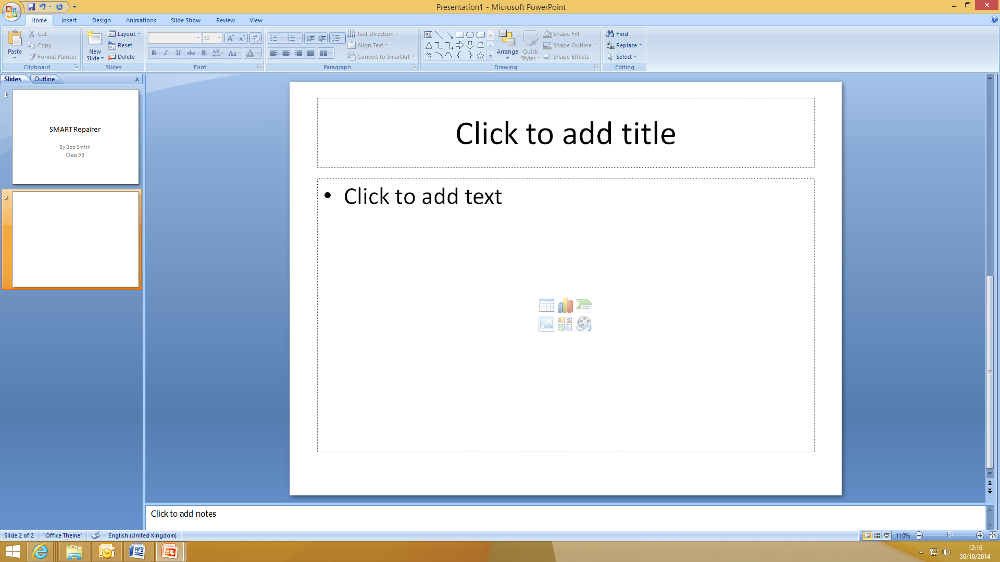 Presentation1 - Microsoft PowerPoint
Home Insert Design Animations Slide Show Review View
Paste
Cut
Copy
Format Painter
Clipboard
New Slide
Layout
Reset
Delete
Slides
32
B I U abc S AV Aa A
Font
Text Direction
Align Text
Convert to SmartArt
Paragraph
Arrange
Quick Styles
Shape Fill
Shape Outline
Shape Effects
Drawing
Find
Replace
Select
Editing
Slides Outline x
1
SMART Repairer
By Bob Smith
Class 9B
2
Click to add title
• Click to add text
Click to add notes
Slide 2 of 2 "Office Theme" English (United Kingdom) 110%
12:16
30/10/2014